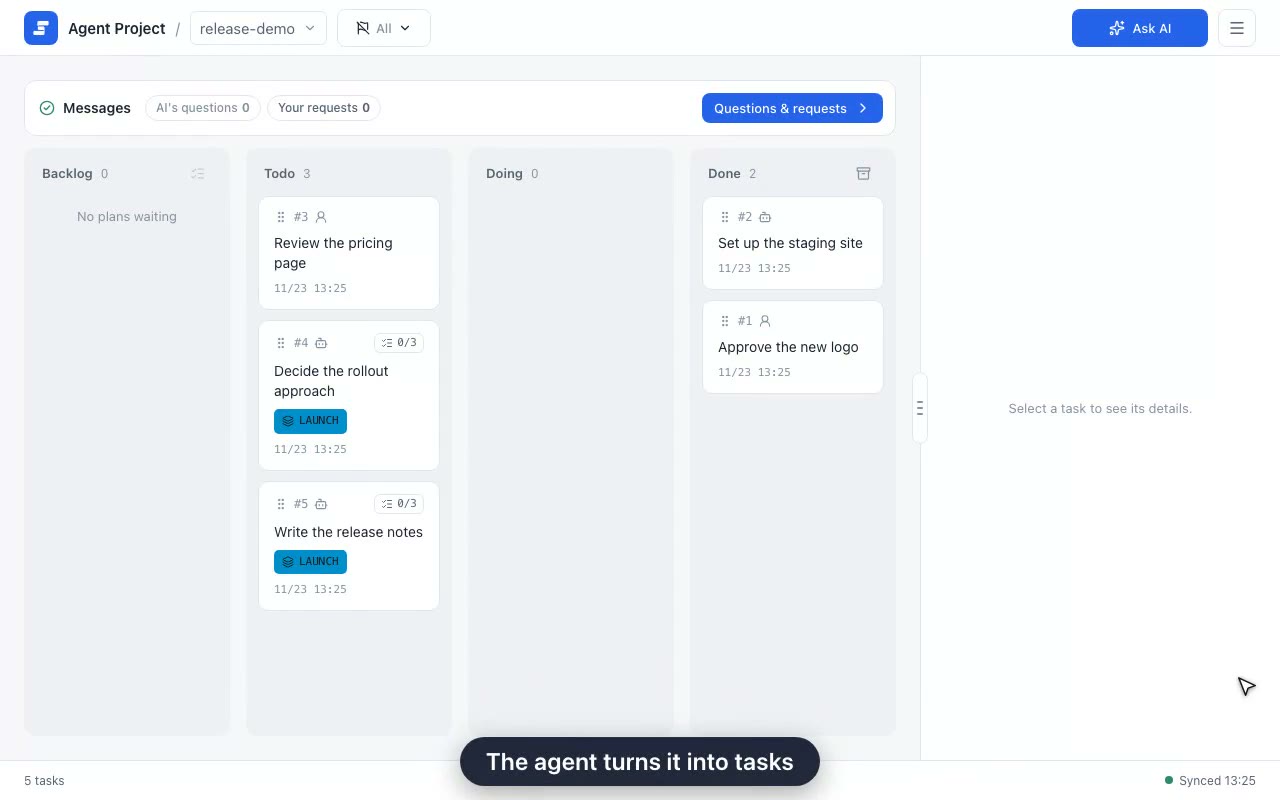 Agent Project / release-demo All Ask AI
Messages AI's questions 0 Your requests 0 Questions & requests
Backlog 0
No plans waiting
Todo 3
#3
Review the pricing
page
11/23 13:25
#4 0/3
Decide the rollout
approach
LAUNCH
11/23 13:25
#5 0/3
Write the release notes
LAUNCH
11/23 13:25
Doing 0
Done 2
#2
Set up the staging site
11/23 13:25
#1
Approve the new logo
11/23 13:25
Select a task to see its details.
The agent turns it into tasks
5 tasks
Synced 13:25